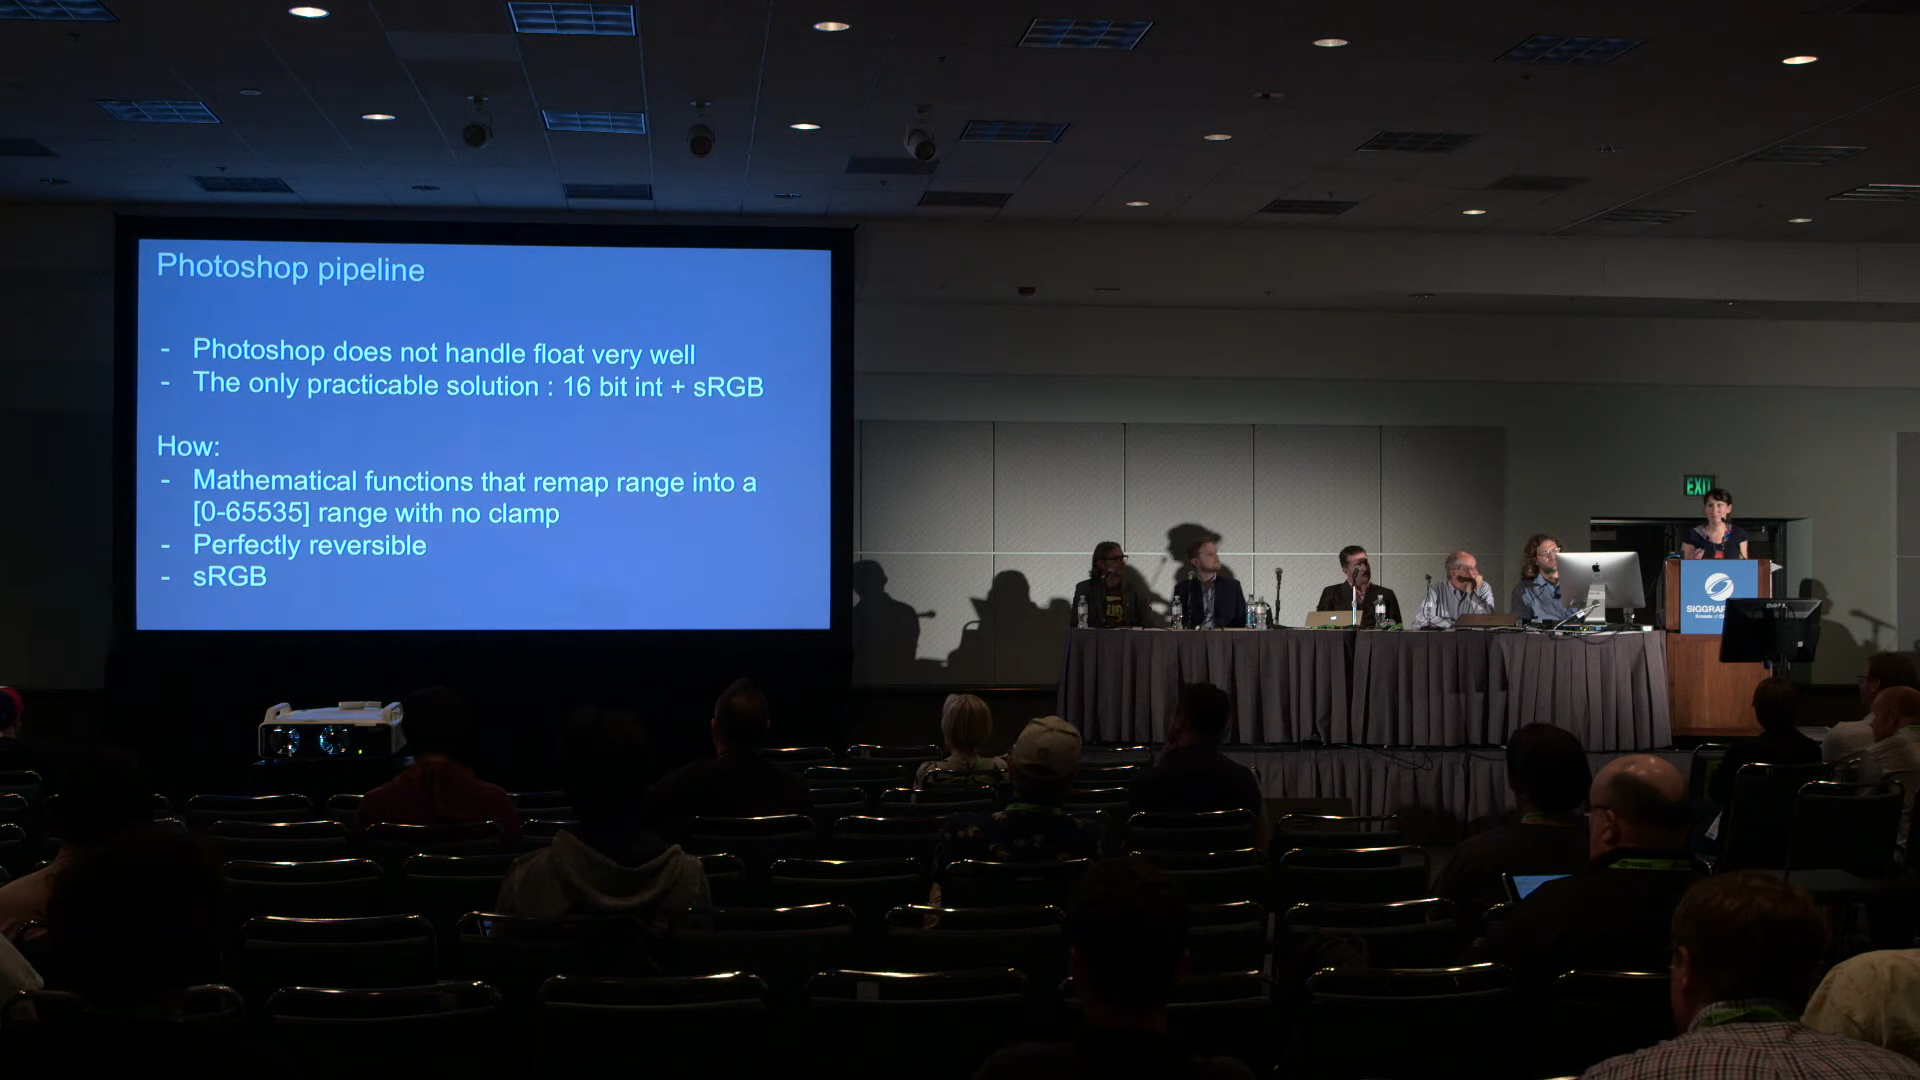 Photoshop pipeline
- Photoshop does not handle float very well
- The only practicable solution : 16 bit int + sRGB
How:
- Mathematical functions that remap range into a
[0-65535] range with no clamp
- Perfectly reversible
- sRGB
EXIT